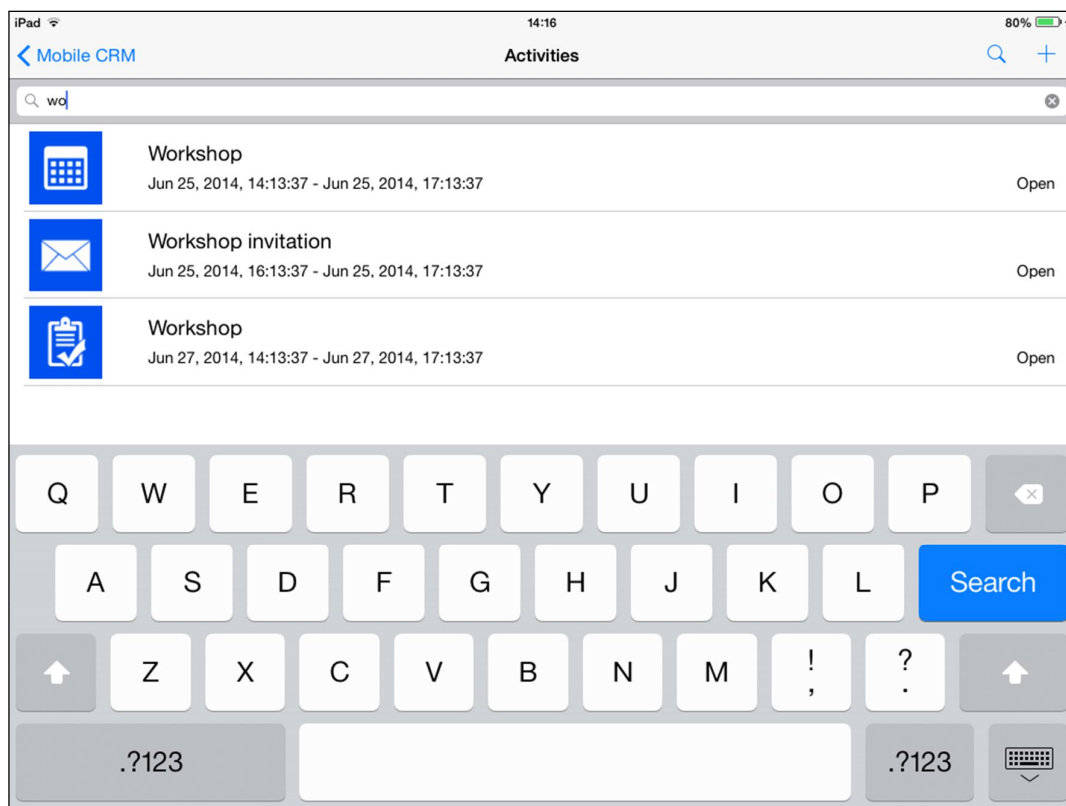 iPad 14:16 80%
Mobile CRM Activities
wo
Workshop
Jun 25, 2014, 14:13:37 - Jun 25, 2014, 17:13:37 Open
Workshop invitation
Jun 25, 2014, 16:13:37 - Jun 25, 2014, 17:13:37 Open
Workshop
Jun 27, 2014, 14:13:37 - Jun 27, 2014, 17:13:37 Open
Q W E R T Y U I O P
A S D F G H J K L Search
Z X C V B N M ! , ? .
.?123 .?123